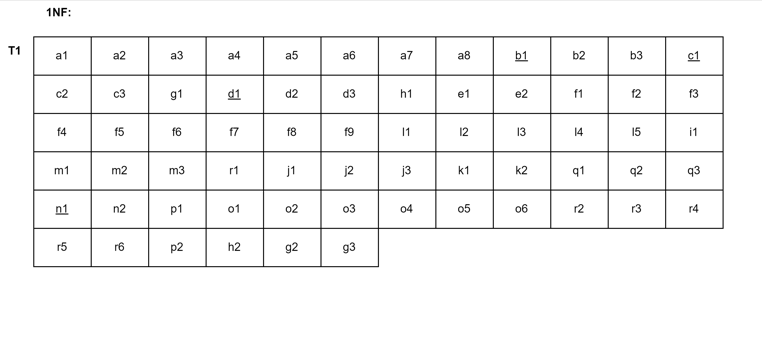 1NF:
T1
a1 a2 a3 a4 a5 a6 a7 a8 b1 b2 b3 c1
c2 c3 g1 d1 d2 d3 h1 e1 e2 f1 f2 f3
f4 f5 f6 f7 f8 f9 l1 l2 l3 l4 l5 i1
m1 m2 m3 r1 j1 j2 j3 k1 k2 q1 q2 q3
n1 n2 p1 o1 o2 o3 o4 o5 o6 r2 r3 r4
r5 r6 p2 h2 g2 g3